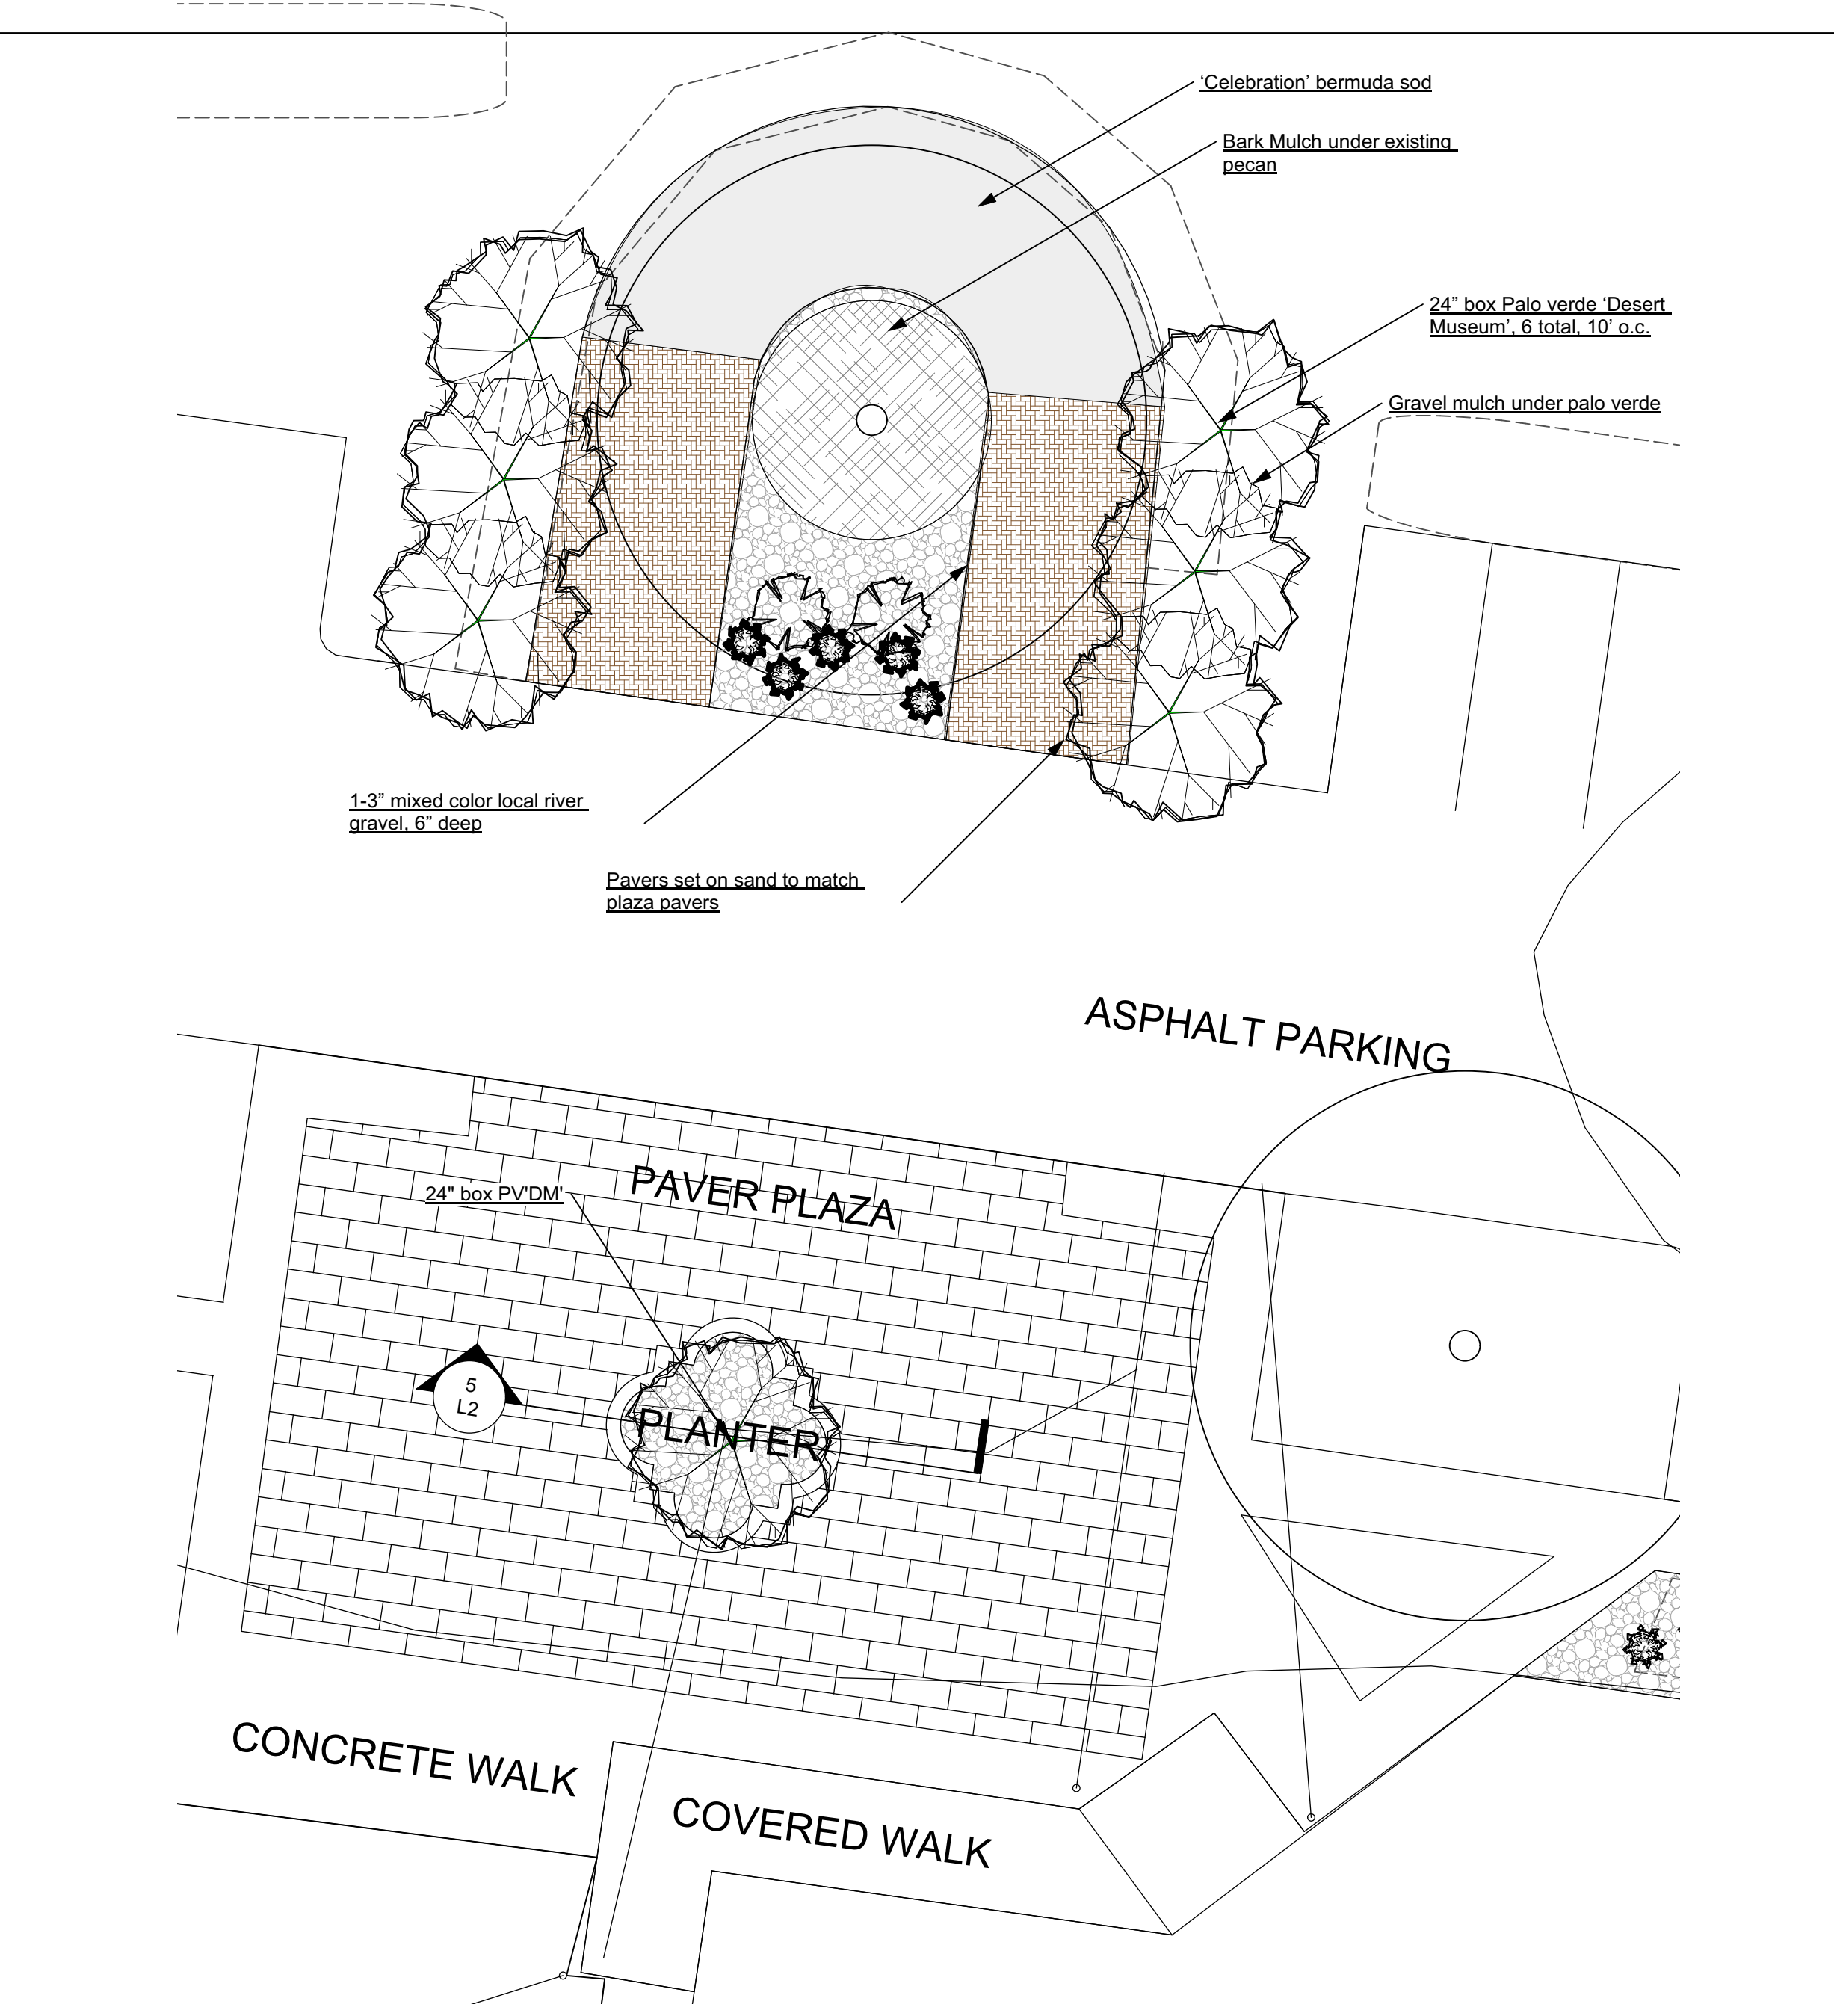 ‘Celebration’ bermuda sod
Bark Mulch under existing
pecan
24” box Palo verde ‘Desert
Museum’, 6 total, 10’ o.c.
Gravel mulch under palo verde
1-3” mixed color local river
gravel, 6” deep
Pavers set on sand to match
plaza pavers
ASPHALT PARKING
PAVER PLAZA
24" box PV'DM'
5
L2
PLANTER
CONCRETE WALK
COVERED WALK